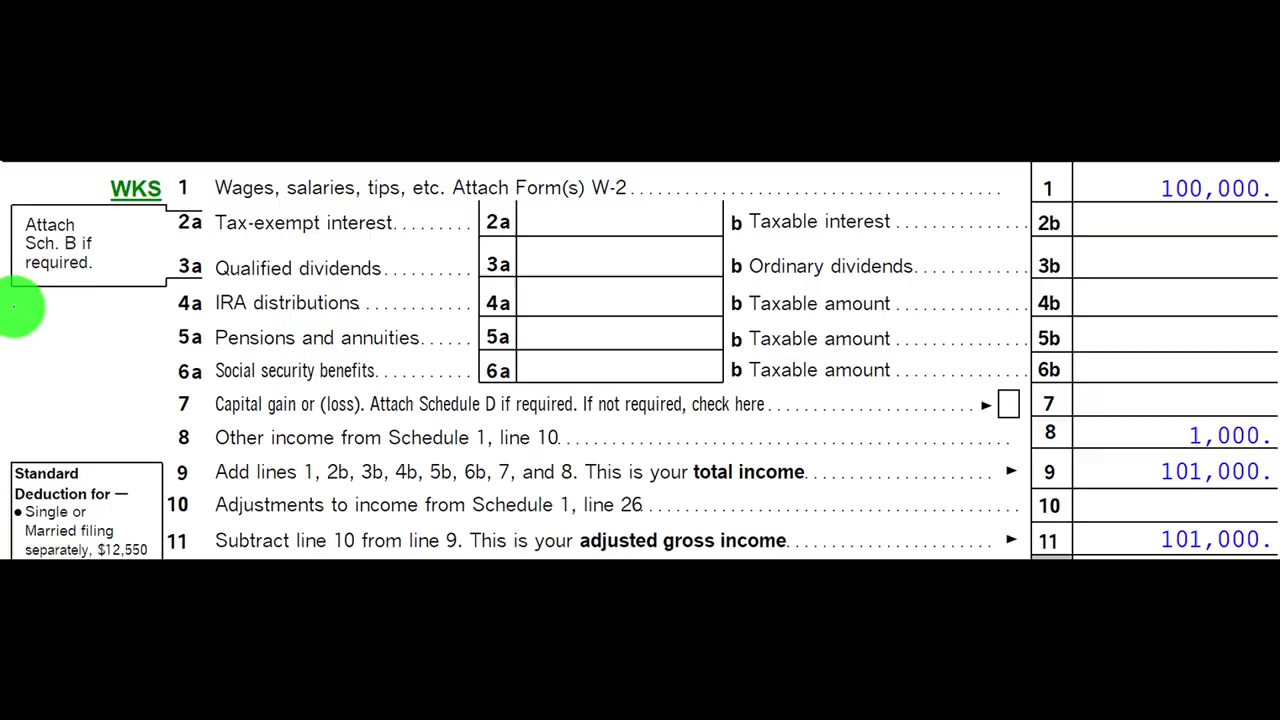 WKS 1 Wages, salaries, tips, etc. Attach Form(s) W-2 1 100,000.
Attach
Sch. B if
required.
2a Tax-exempt interest 2a b Taxable interest 2b
3a Qualified dividends 3a b Ordinary dividends 3b
4a IRA distributions 4a b Taxable amount 4b
5a Pensions and annuities 5a b Taxable amount 5b
6a Social security benefits 6a b Taxable amount 6b
7 Capital gain or (loss). Attach Schedule D if required. If not required, check here ► 7
8 Other income from Schedule 1, line 10 8 1,000.
9 Add lines 1, 2b, 3b, 4b, 5b, 6b, 7, and 8. This is your total income ► 9 101,000.
10 Adjustments to income from Schedule 1, line 26 10
11 Subtract line 10 from line 9. This is your adjusted gross income ► 11 101,000.
Standard
Deduction for —
● Single or
Married filing
separately, $12,550